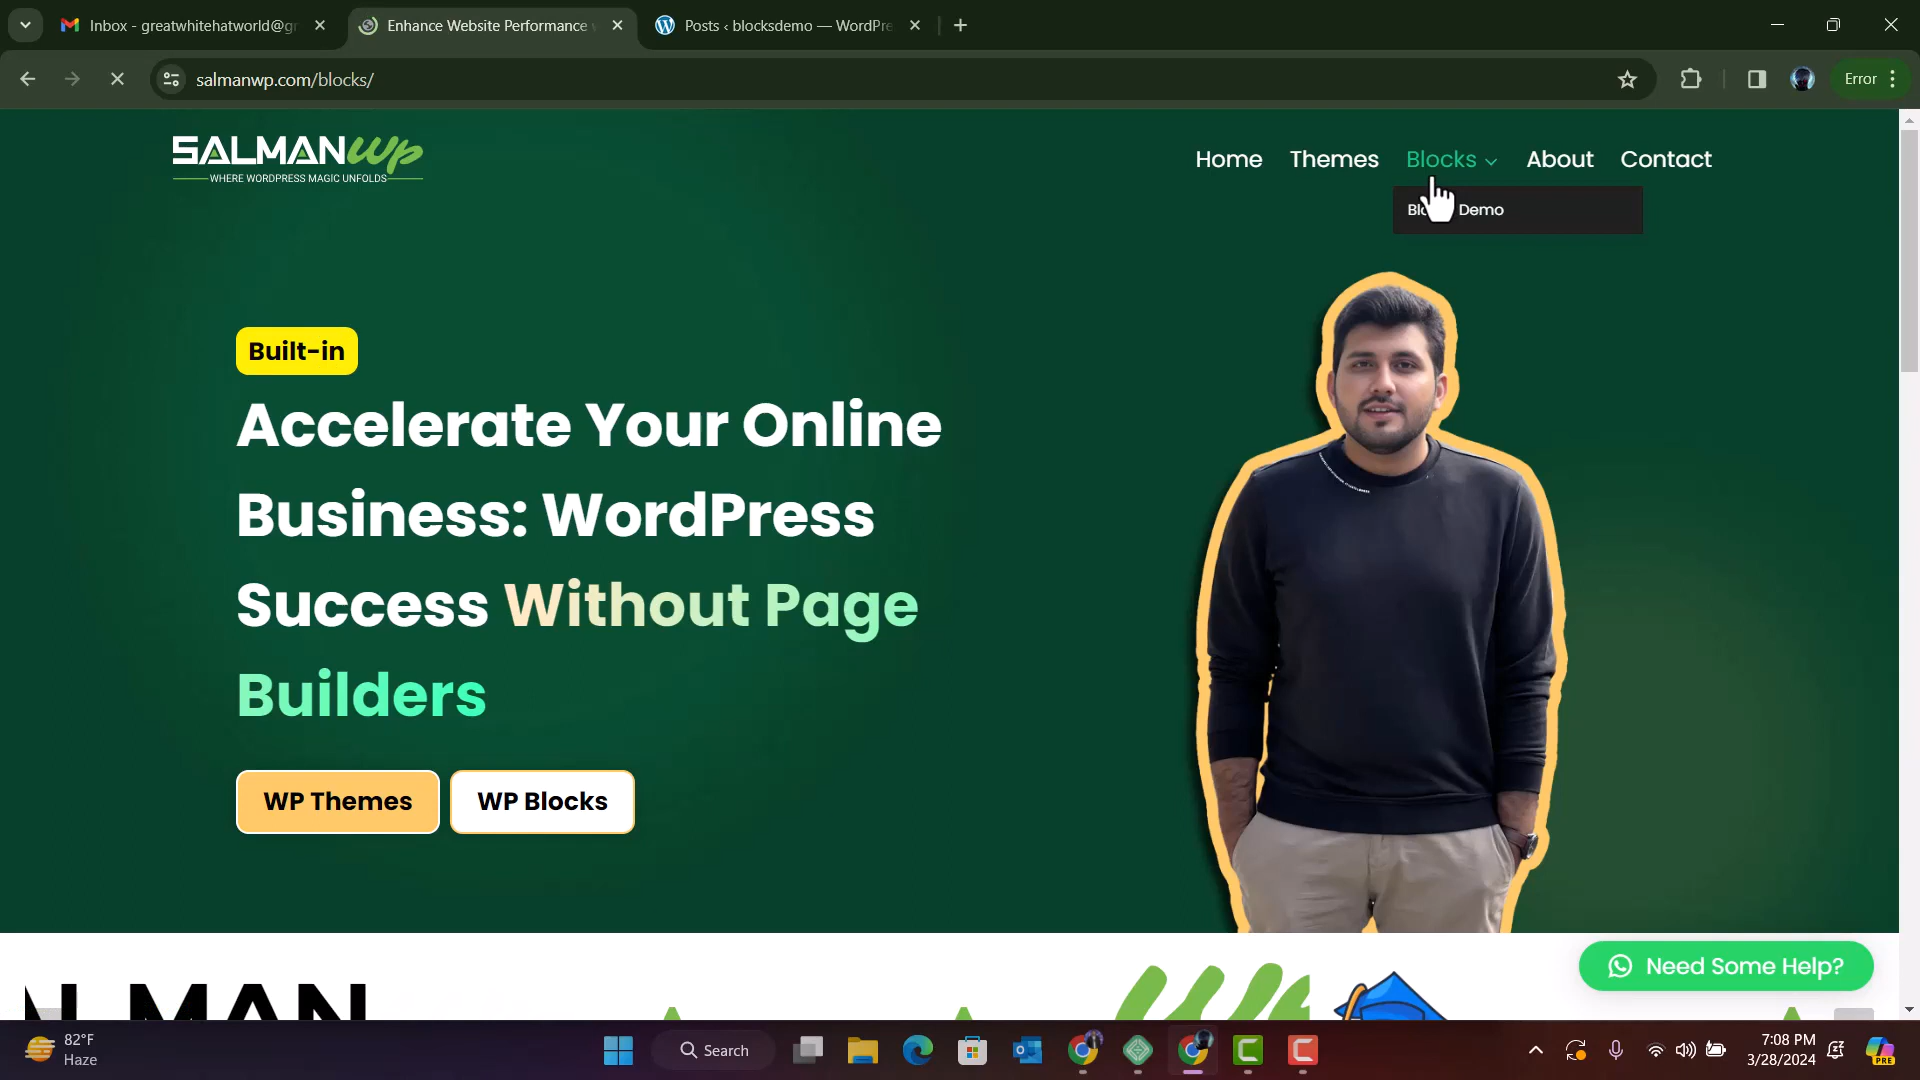 Inbox - greatwhitehatworld@g
Enhance Website Performance
Posts ‹ blocksdemo — WordPre
salmanwp.com/blocks/
Error
SALMANwp
WHERE WORDPRESS MAGIC UNFOLDS
Home
Themes
Blocks
About
Contact
Demo
Built-in
Accelerate Your Online
Business: WordPress
Success Without Page
Builders
WP Themes
WP Blocks
Need Some Help?
82°F
Haze
Search
7:08 PM
3/28/2024
PRE